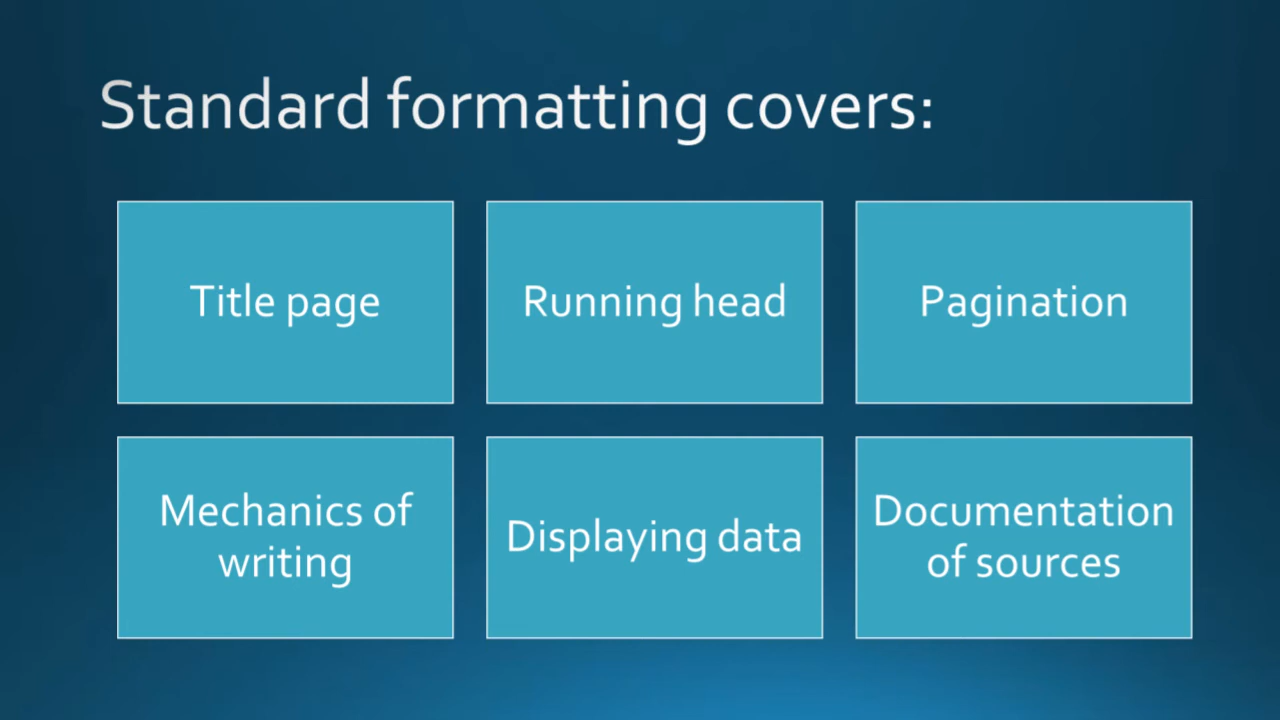 Standard formatting covers:
Title page
Running head
Pagination
Mechanics of
writing
Displaying data
Documentation
of sources